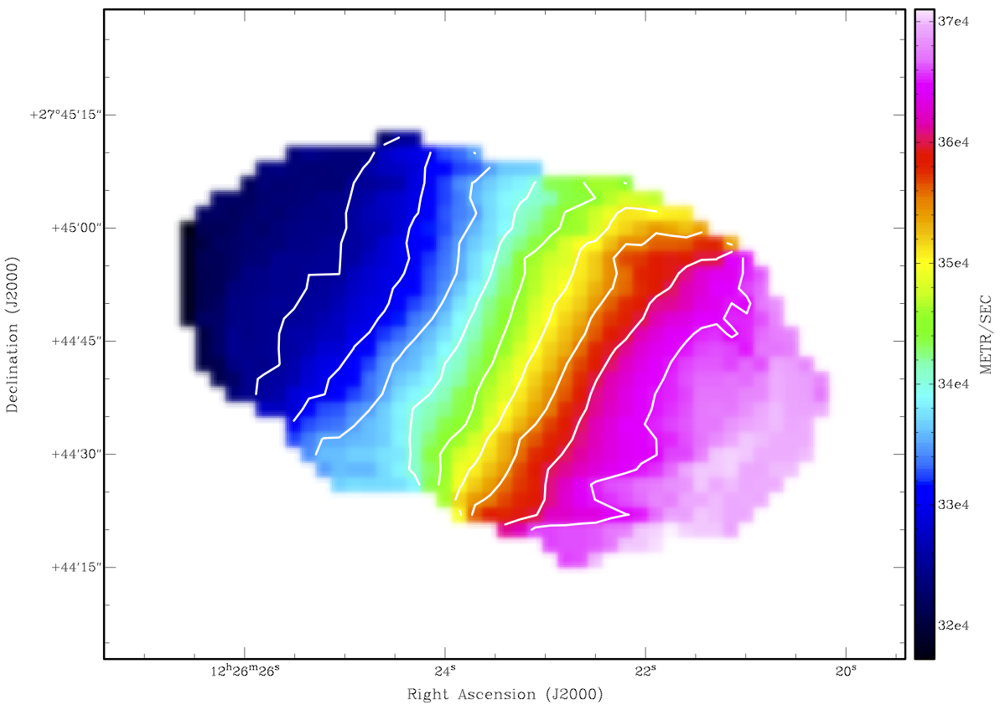 37e4
+27°45'15"
36e4
+45'00"
35e4
Declination (J2000)
+44'45"
METR/SEC
34e4
+44'30"
33e4
+44'15"
32e4
12ʰ26ᵐ26ˢ 24ˢ 22ˢ 20ˢ
Right Ascension (J2000)